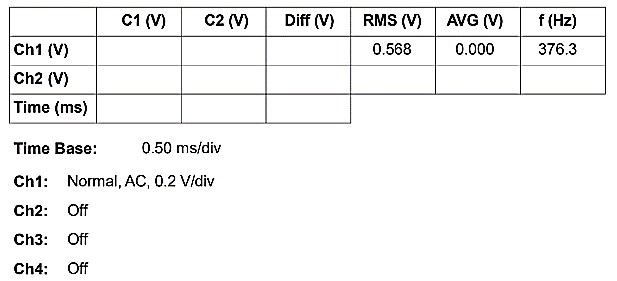 C1 (V) C2 (V) Diff (V) RMS (V) AVG (V) f (Hz)
Ch1 (V) 0.568 0.000 376.3
Ch2 (V)
Time (ms)
Time Base: 0.50 ms/div
Ch1: Normal, AC, 0.2 V/div
Ch2: Off
Ch3: Off
Ch4: Off